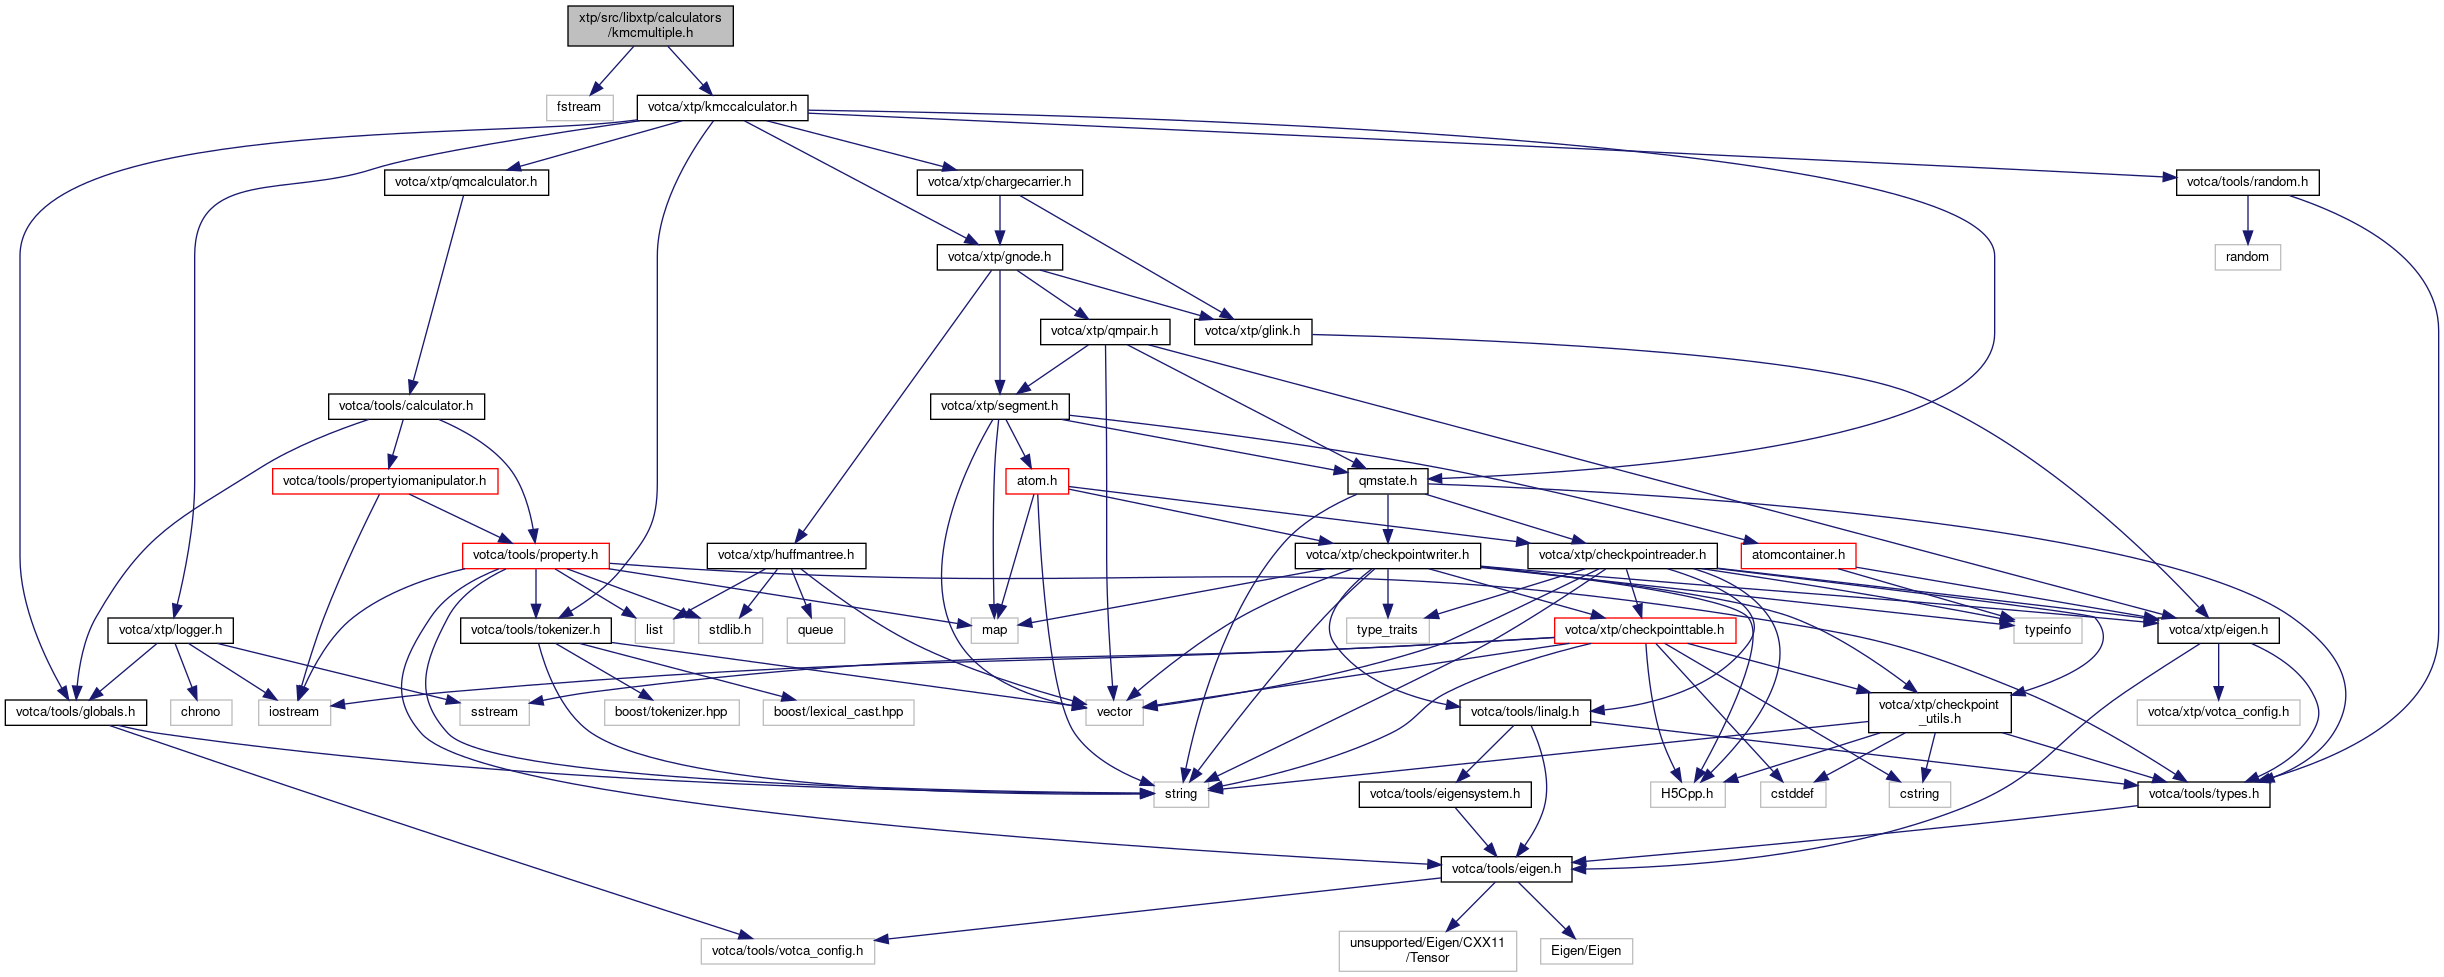 xtp/src/libxtp/calculators
/kmcmultiple.h
fstream
votca/xtp/kmccalculator.h
votca/xtp/qmcalculator.h
votca/xtp/chargecarrier.h
votca/tools/random.h
votca/xtp/gnode.h
random
votca/xtp/qmpair.h
votca/xtp/glink.h
votca/tools/calculator.h
votca/xtp/segment.h
votca/tools/propertyiomanipulator.h
atom.h
qmstate.h
votca/tools/property.h
votca/xtp/huffmantree.h
votca/xtp/checkpointwriter.h
votca/xtp/checkpointreader.h
atomcontainer.h
votca/xtp/logger.h
votca/tools/tokenizer.h
list
stdlib.h
queue
map
type_traits
votca/xtp/checkpointtable.h
typeinfo
votca/xtp/eigen.h
votca/tools/globals.h
chrono
iostream
sstream
boost/tokenizer.hpp
boost/lexical_cast.hpp
vector
votca/tools/linalg.h
votca/xtp/checkpoint
_utils.h
votca/xtp/votca_config.h
string
votca/tools/eigensystem.h
H5Cpp.h
cstddef
cstring
votca/tools/types.h
votca/tools/eigen.h
votca/tools/votca_config.h
unsupported/Eigen/CXX11
/Tensor
Eigen/Eigen